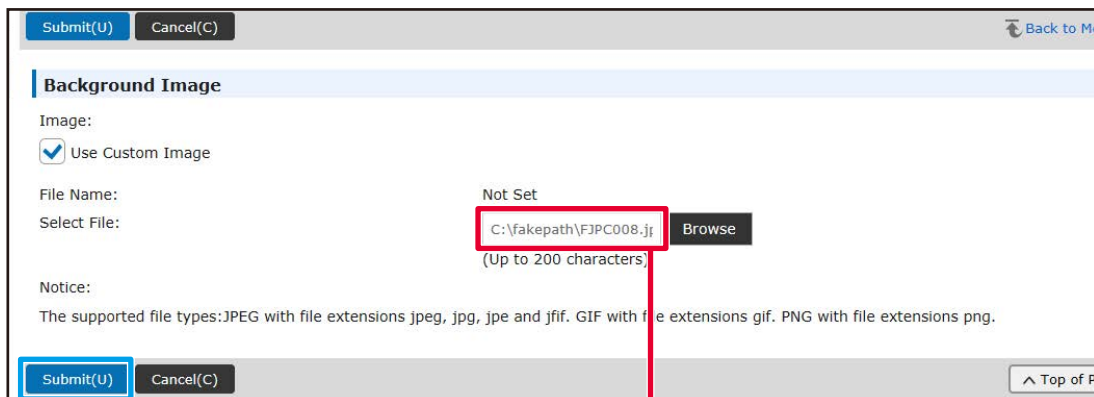 Submit(U) Cancel(C) Back to M
Background Image
Image:
Use Custom Image
File Name: Not Set
Select File: C:\fakepath\FJPC008.j Browse
(Up to 200 characters)
Notice:
The supported file types:JPEG with file extensions jpeg, jpg, jpe and jfif. GIF with file extensions gif. PNG with file extensions png.
Submit(U) Cancel(C) Top of P